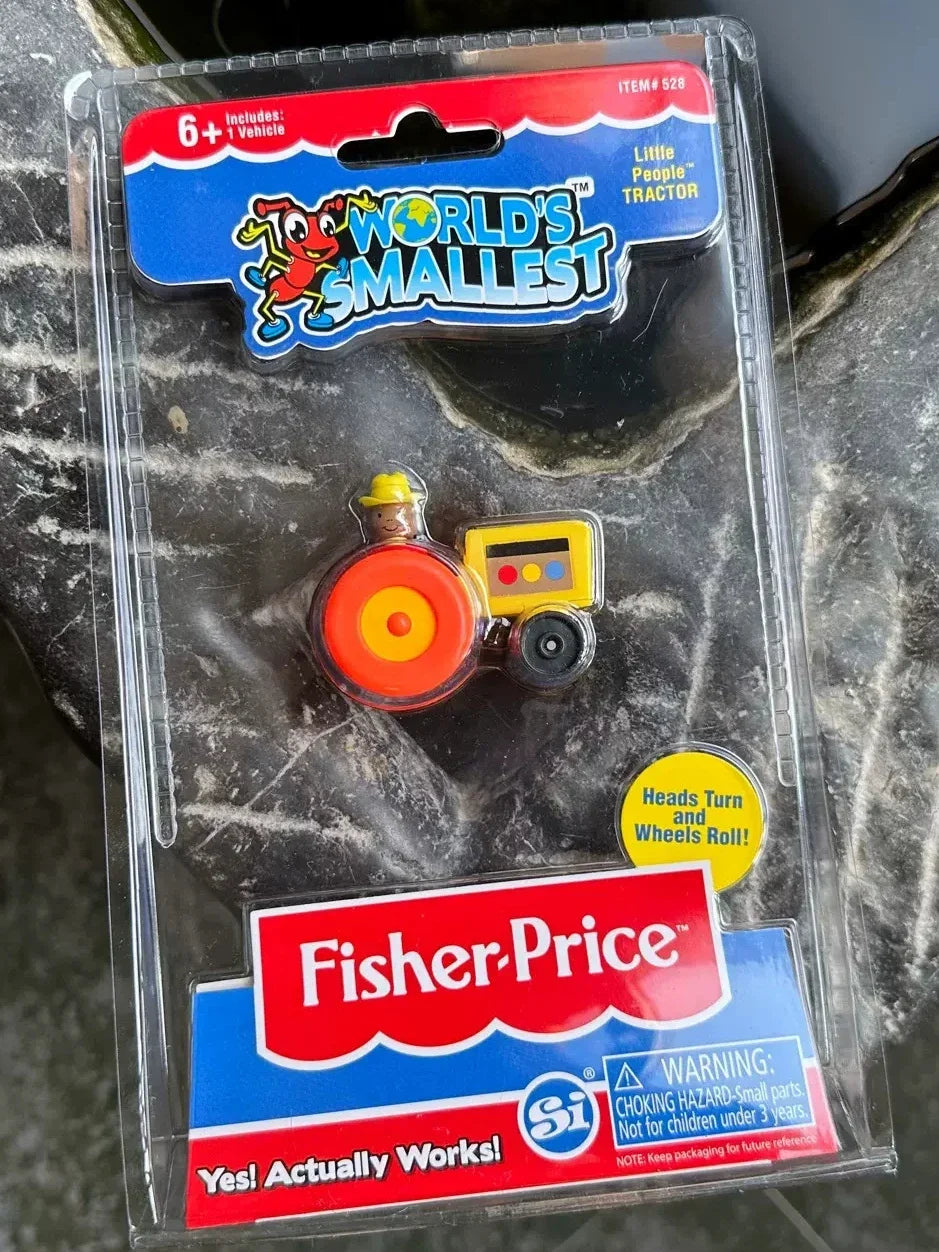 ITEM# 528
6+ Includes:
1 Vehicle
Little
People™
TRACTOR
WORLD'S™
SMALLEST
Heads Turn
and
Wheels Roll!
Fisher-Price™
Si®
WARNING:
CHOKING HAZARD-Small parts.
Not for children under 3 years.
Yes! Actually Works!
NOTE: Keep packaging for future reference